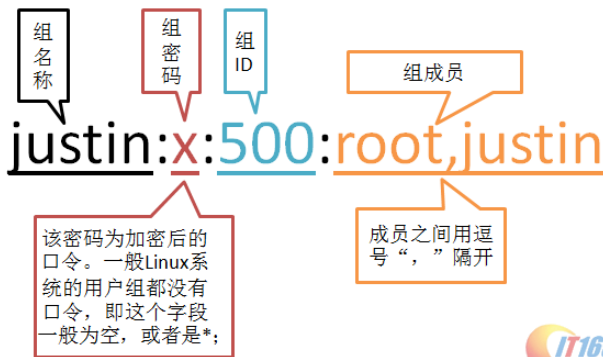 组
名
称
组
密
码
组
ID
组成员
justin:x:500:root,justin
该密码为加密后的
口令。一般Linux系
统的用户组都没有
口令，即这个字段
一般为空，或者是*;
成员之间用逗
号“，”隔开